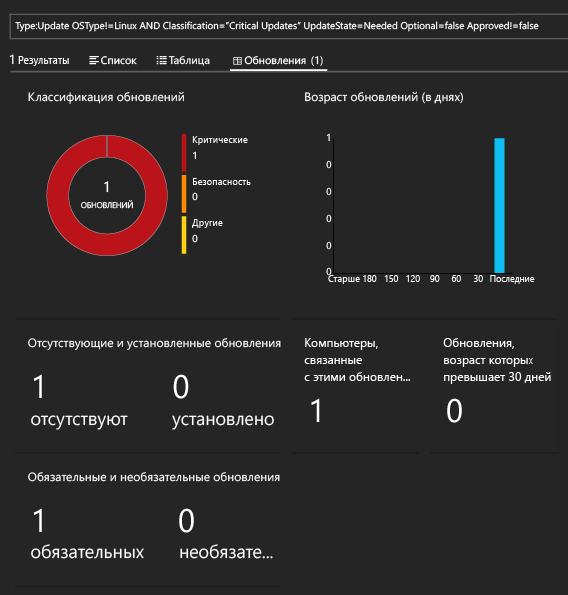 Type:Update OSType!=Linux AND Classification="Critical Updates" UpdateState=Needed Optional=false Approved!=false
1 Результаты Список Таблица Обновления (1)
Классификация обновлений
1
ОБНОВЛЕНИЙ
Критические
1
Безопасность
0
Другие
0
Возраст обновлений (в днях)
1
0
0
0
0
0
Старше 180 150 120 90 60 30 Последние
Отсутствующие и установленные обновления
1
отсутствуют
0
установлено
Компьютеры,
связанные
с этими обновлен...
1
Обновления,
возраст которых
превышает 30 дней
0
Обязательные и необязательные обновления
1
обязательных
0
необязате...